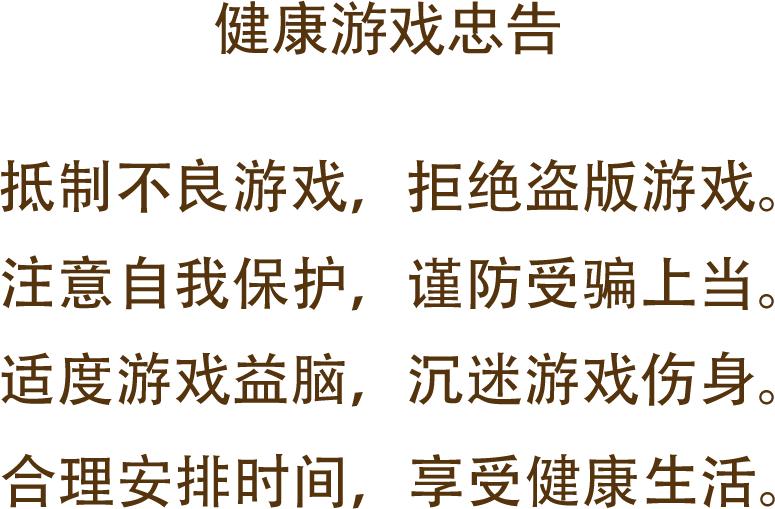 健康游戏忠告
抵制不良游戏，拒绝盗版游戏。
注意自我保护，谨防受骗上当。
适度游戏益脑，沉迷游戏伤身。
合理安排时间，享受健康生活。